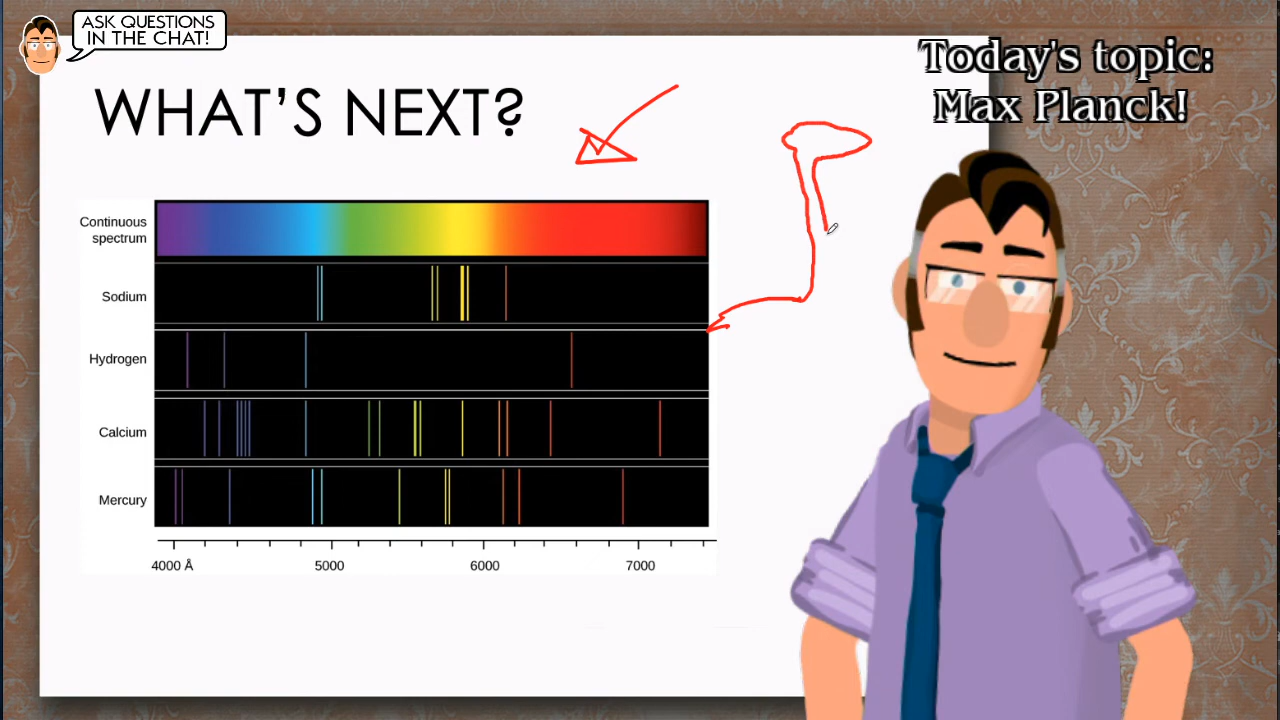 ASK QUESTIONS
IN THE CHAT!
Today's topic:
Max Planck!
WHAT'S NEXT?
Continuous
spectrum
Sodium
Hydrogen
Calcium
Mercury
4000 Å 5000 6000 7000